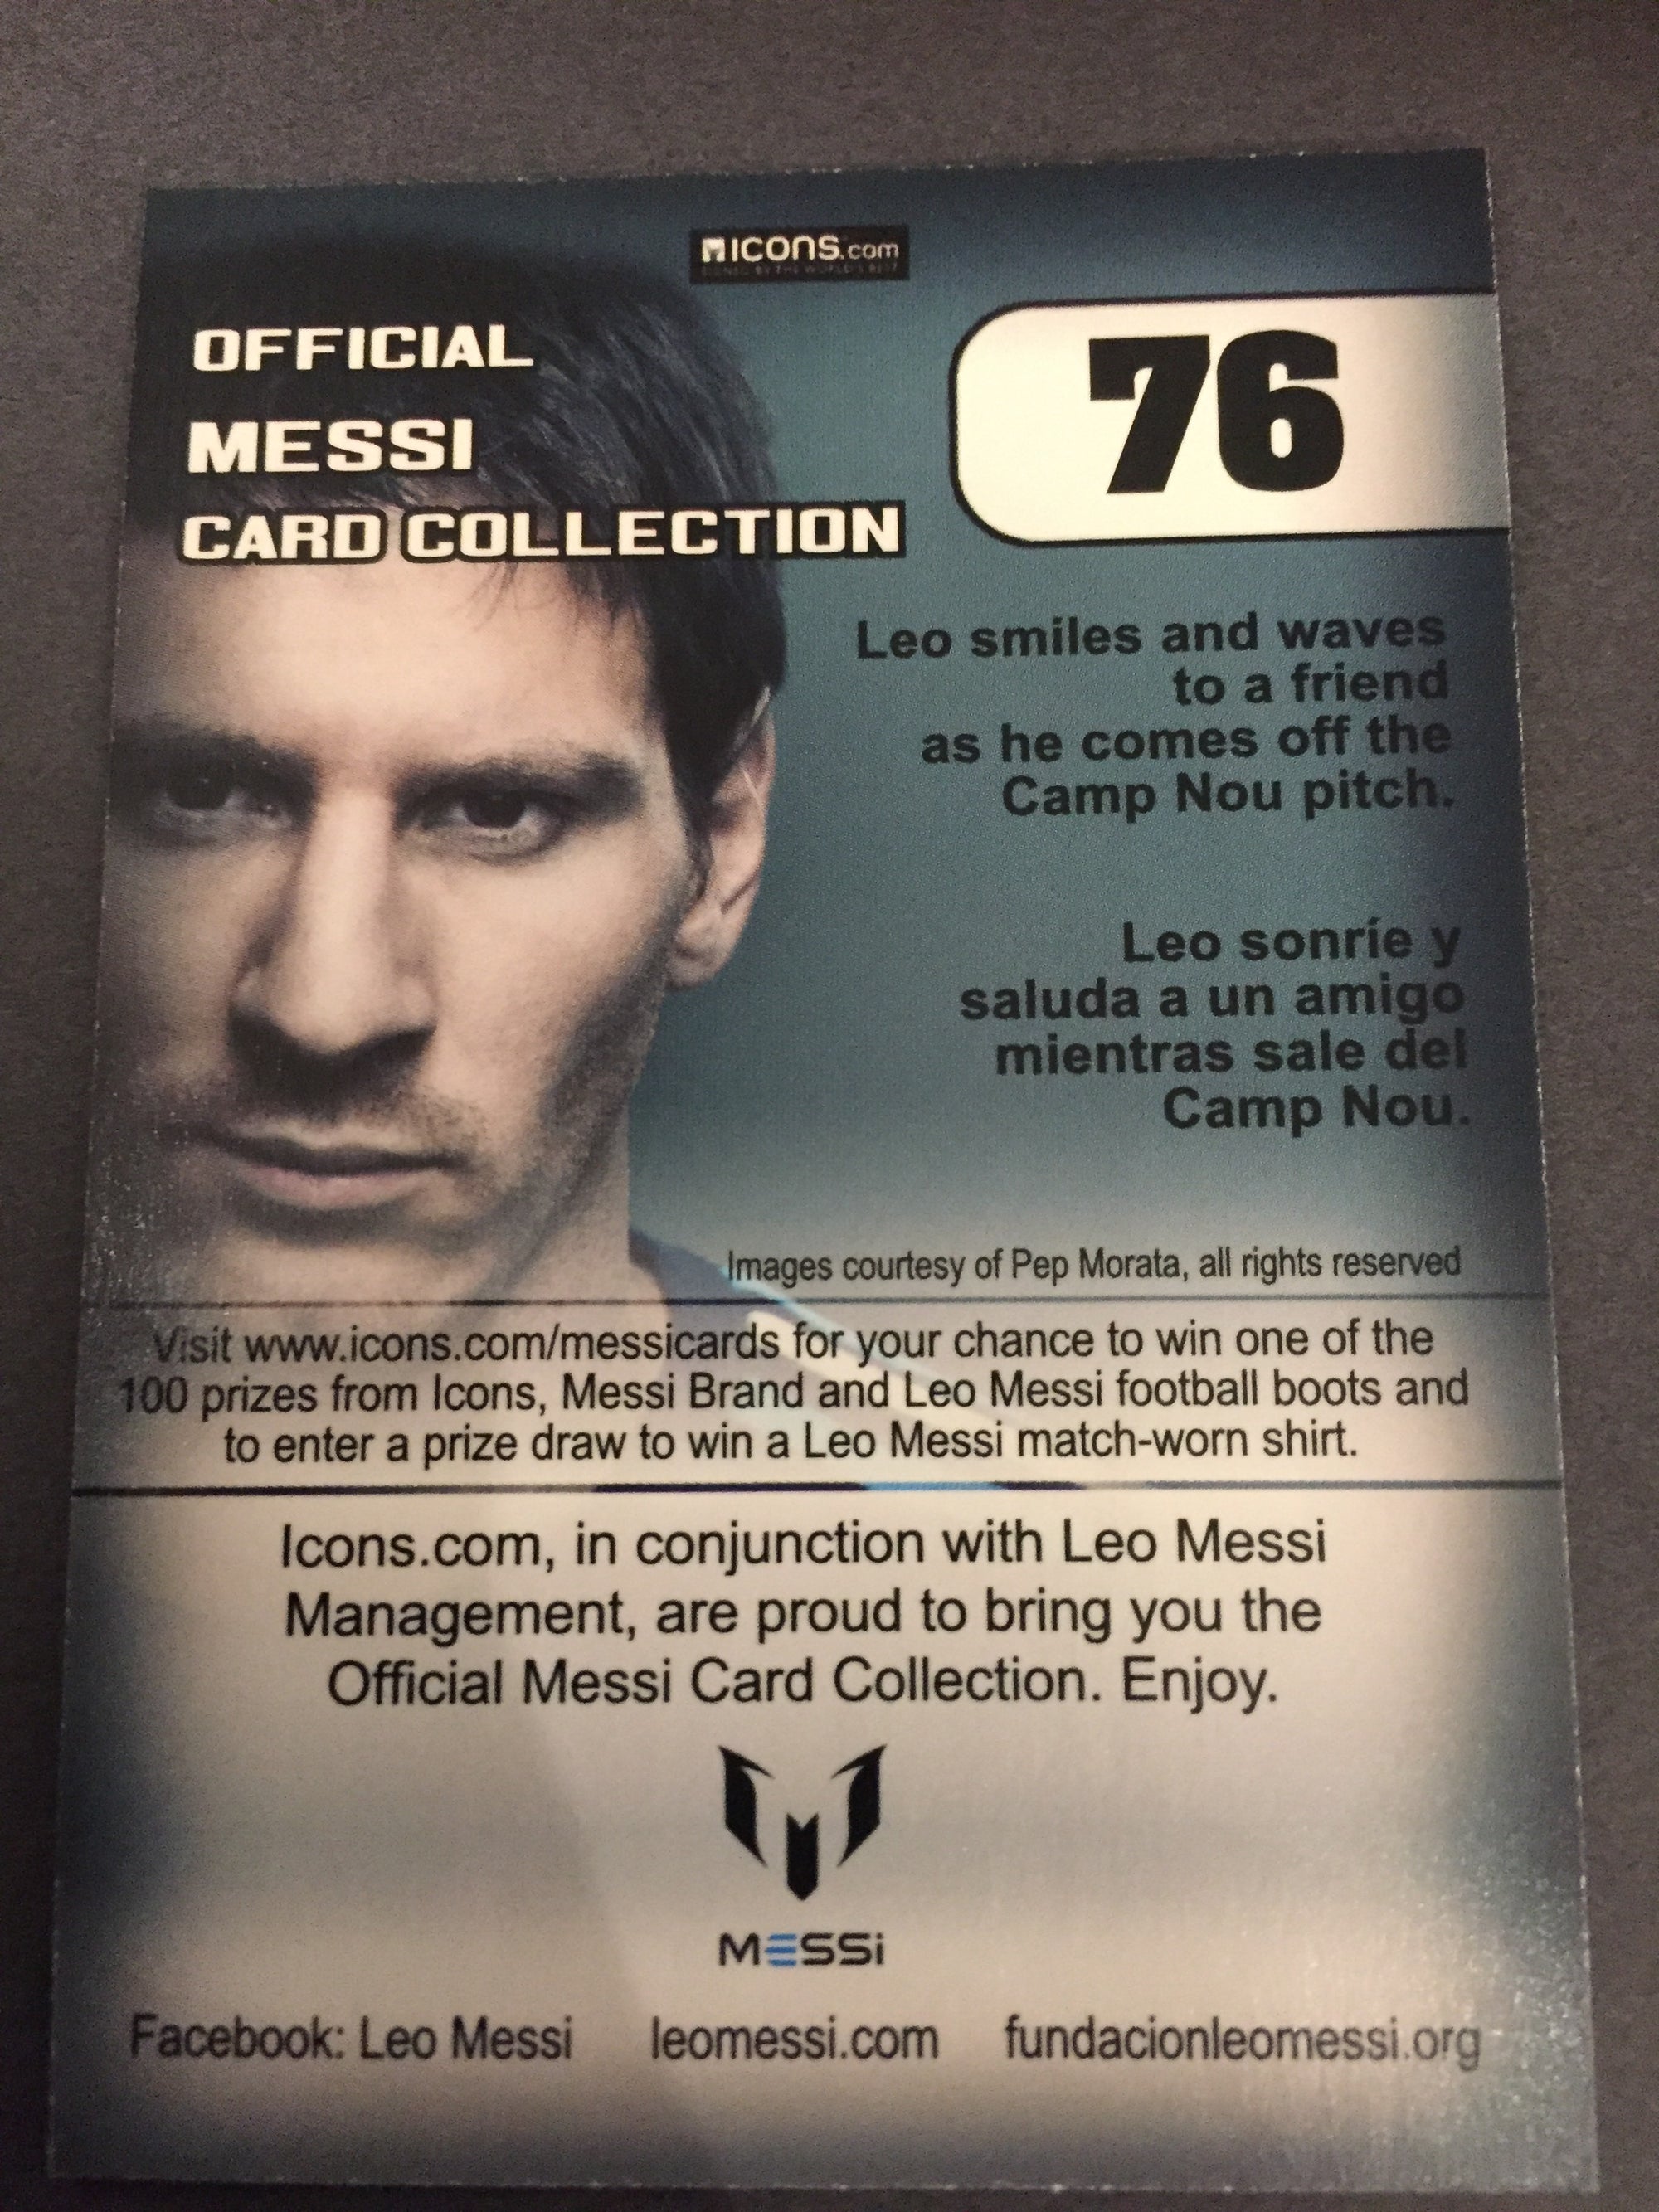 ICONS.com
SIGNED BY THE WORLD'S BEST
OFFICIAL
MESSI
CARD COLLECTION
76
Leo smiles and waves
to a friend
as he comes off the
Camp Nou pitch.
Leo sonríe y
saluda a un amigo
mientras sale del
Camp Nou.
Images courtesy of Pep Morata, all rights reserved
Visit www.icons.com/messicards for your chance to win one of the
100 prizes from Icons, Messi Brand and Leo Messi football boots and
to enter a prize draw to win a Leo Messi match-worn shirt.
Icons.com, in conjunction with Leo Messi
Management, are proud to bring you the
Official Messi Card Collection. Enjoy.
MESSi
Facebook: Leo Messi leomessi.com fundacionleomessi.org